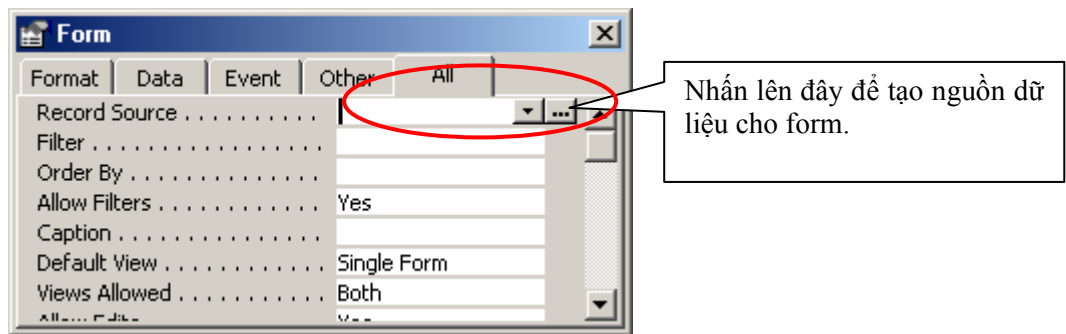 Form
Format Data Event Other All
Record Source . . . . . . . . . . ...
Filter . . . . . . . . . . . . . . . . .
Order By . . . . . . . . . . . . . .
Allow Filters . . . . . . . . . . . . Yes
Caption . . . . . . . . . . . . . . .
Default View . . . . . . . . . . . . Single Form
Views Allowed . . . . . . . . . . . Both
Nhấn lên đây để tạo nguồn dữ
liệu cho form.